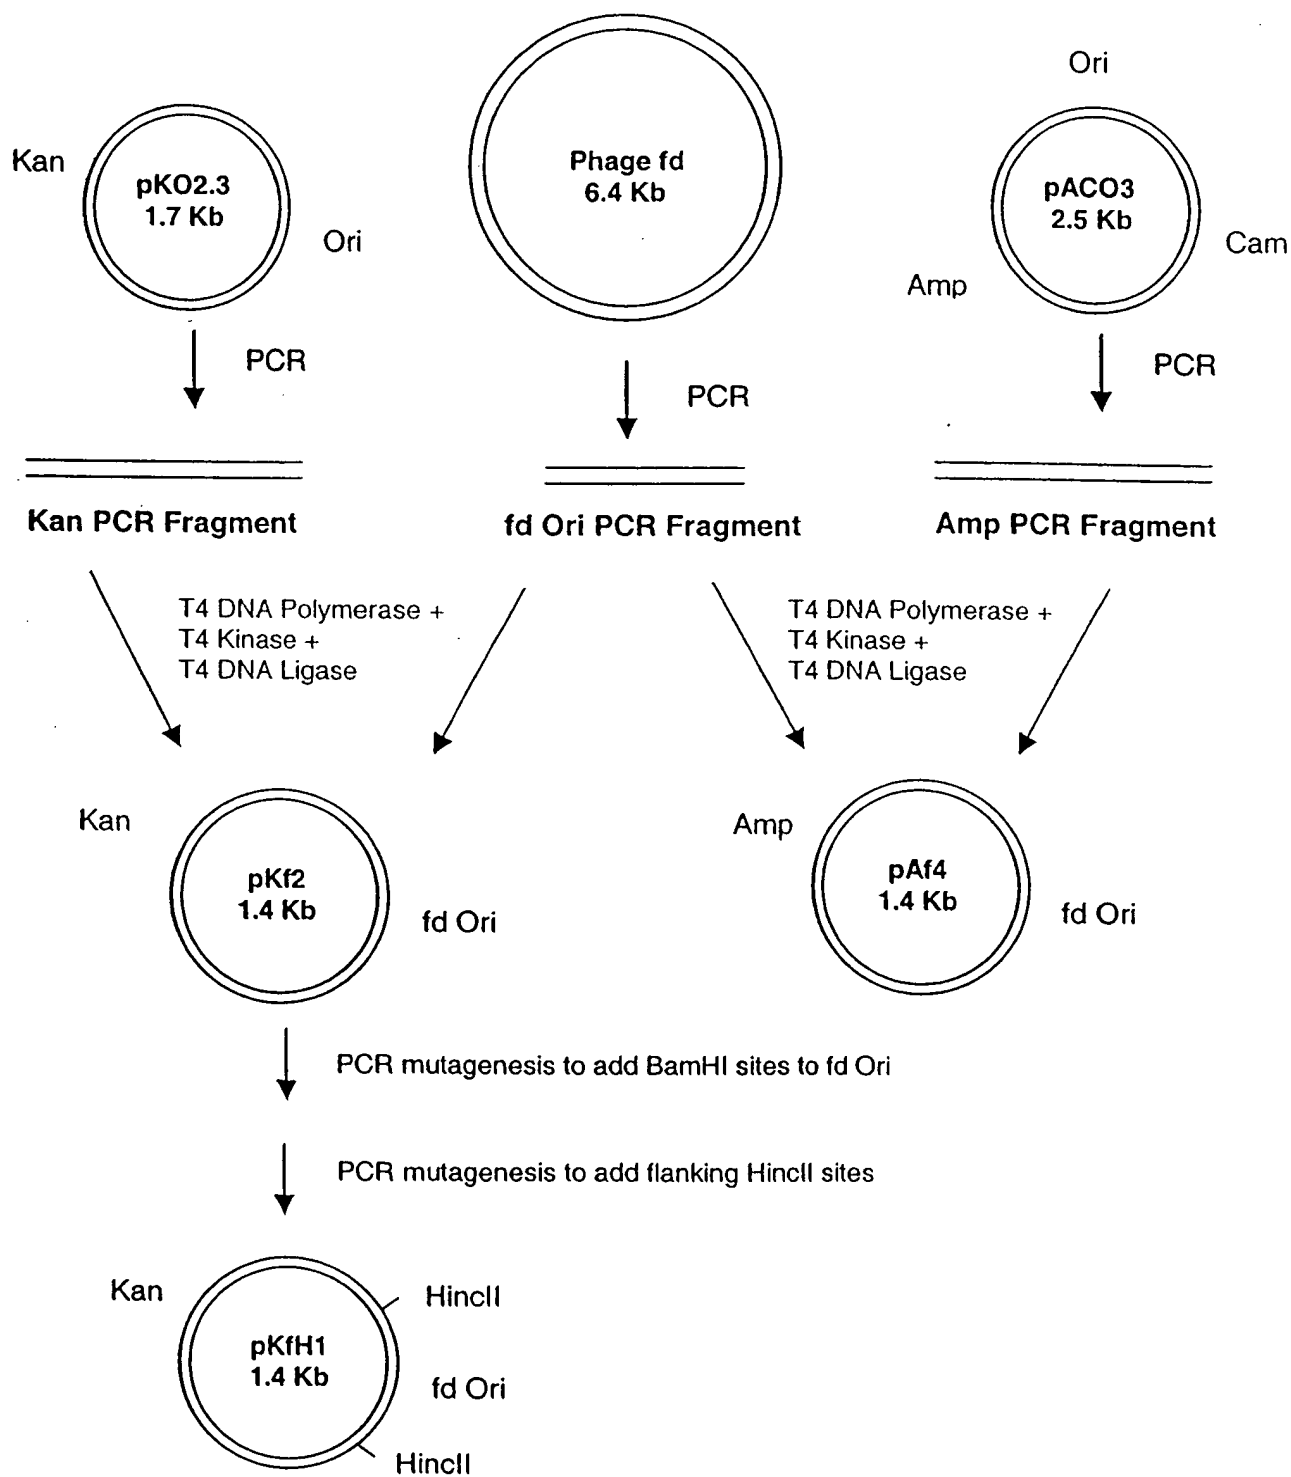 Ori
Kan
pKO2.3
1.7 Kb
Ori
Phage fd
6.4 Kb
pACO3
2.5 Kb
Cam
Amp
PCR
PCR
PCR
Kan PCR Fragment
fd Ori PCR Fragment
Amp PCR Fragment
T4 DNA Polymerase +
T4 Kinase +
T4 DNA Ligase
T4 DNA Polymerase +
T4 Kinase +
T4 DNA Ligase
Kan
pKf2
1.4 Kb
fd Ori
Amp
pAf4
1.4 Kb
fd Ori
PCR mutagenesis to add BamHI sites to fd Ori
PCR mutagenesis to add flanking HincII sites
Kan
HincII
pKfH1
1.4 Kb
fd Ori
HincII